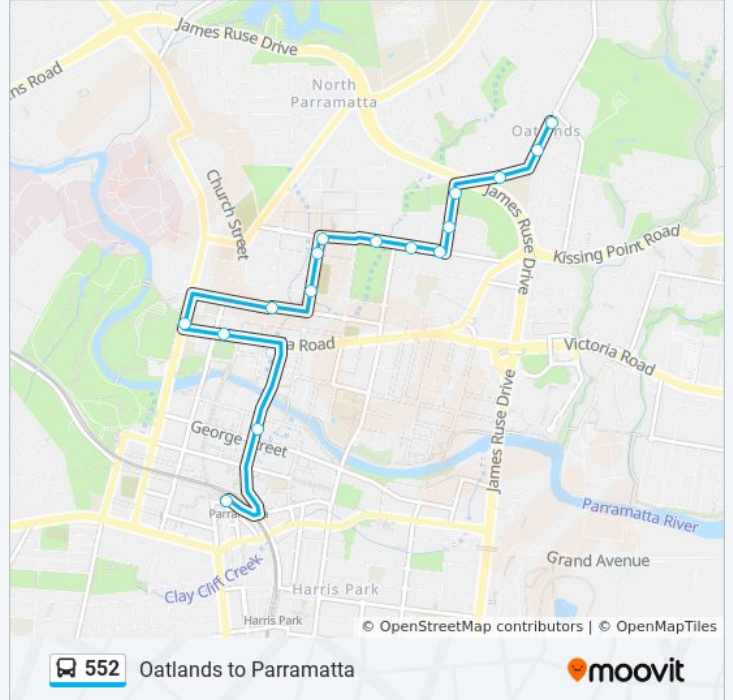 James Ruse Drive
ns Road
North
Parramatta
Oatlands
Church Street
James Ruse Drive
Kissing Point Road
a Road
Victoria Road
George Street
James Ruse Drive
Parramatta River
Parramatta
Grand Avenue
Clay Cliff Creek
Harris Park
Harris Park
© OpenStreetMap contributors | © OpenMapTiles
552 Oatlands to Parramatta
moovit